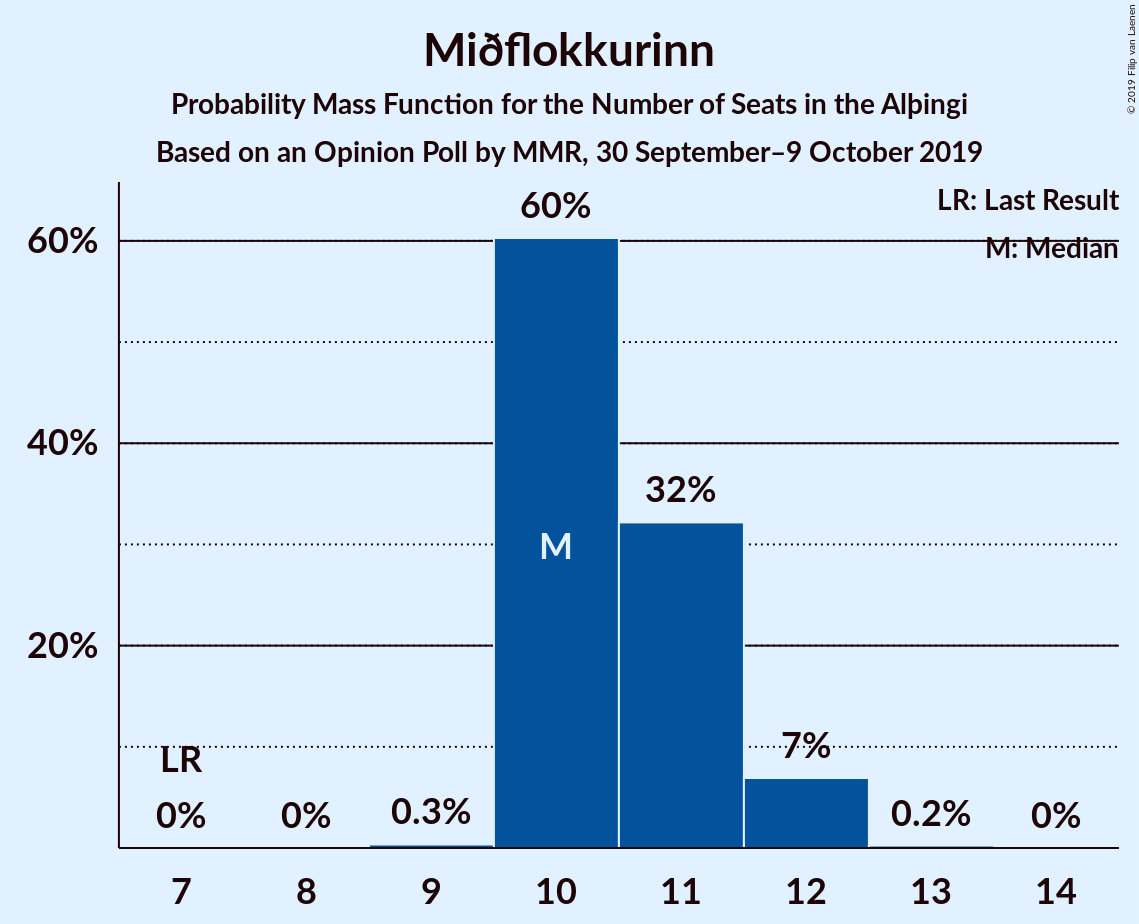 Miðflokkurinn
Probability Mass Function for the Number of Seats in the Alþingi
Based on an Opinion Poll by MMR, 30 September–9 October 2019
© 2019 Filip van Laenen
LR: Last Result
M: Median
60%
40%
20%
LR
0%
0%
0.3%
60%
M
32%
7%
0.2%
0%
7 8 9 10 11 12 13 14